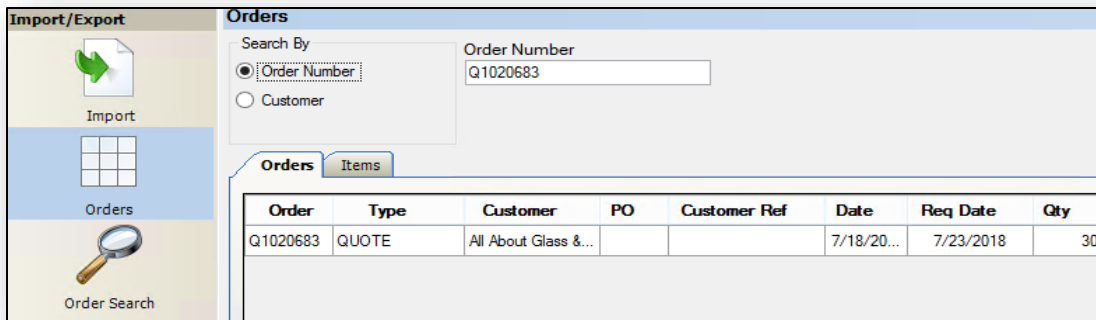 Import/Export
Import
Orders
Order Search
Orders
Search By
Order Number
Customer
Order Number
Q1020683
Orders Items
Order Type Customer PO Customer Ref Date Req Date Qty
Q1020683 QUOTE All About Glass &... 7/18/20... 7/23/2018 30